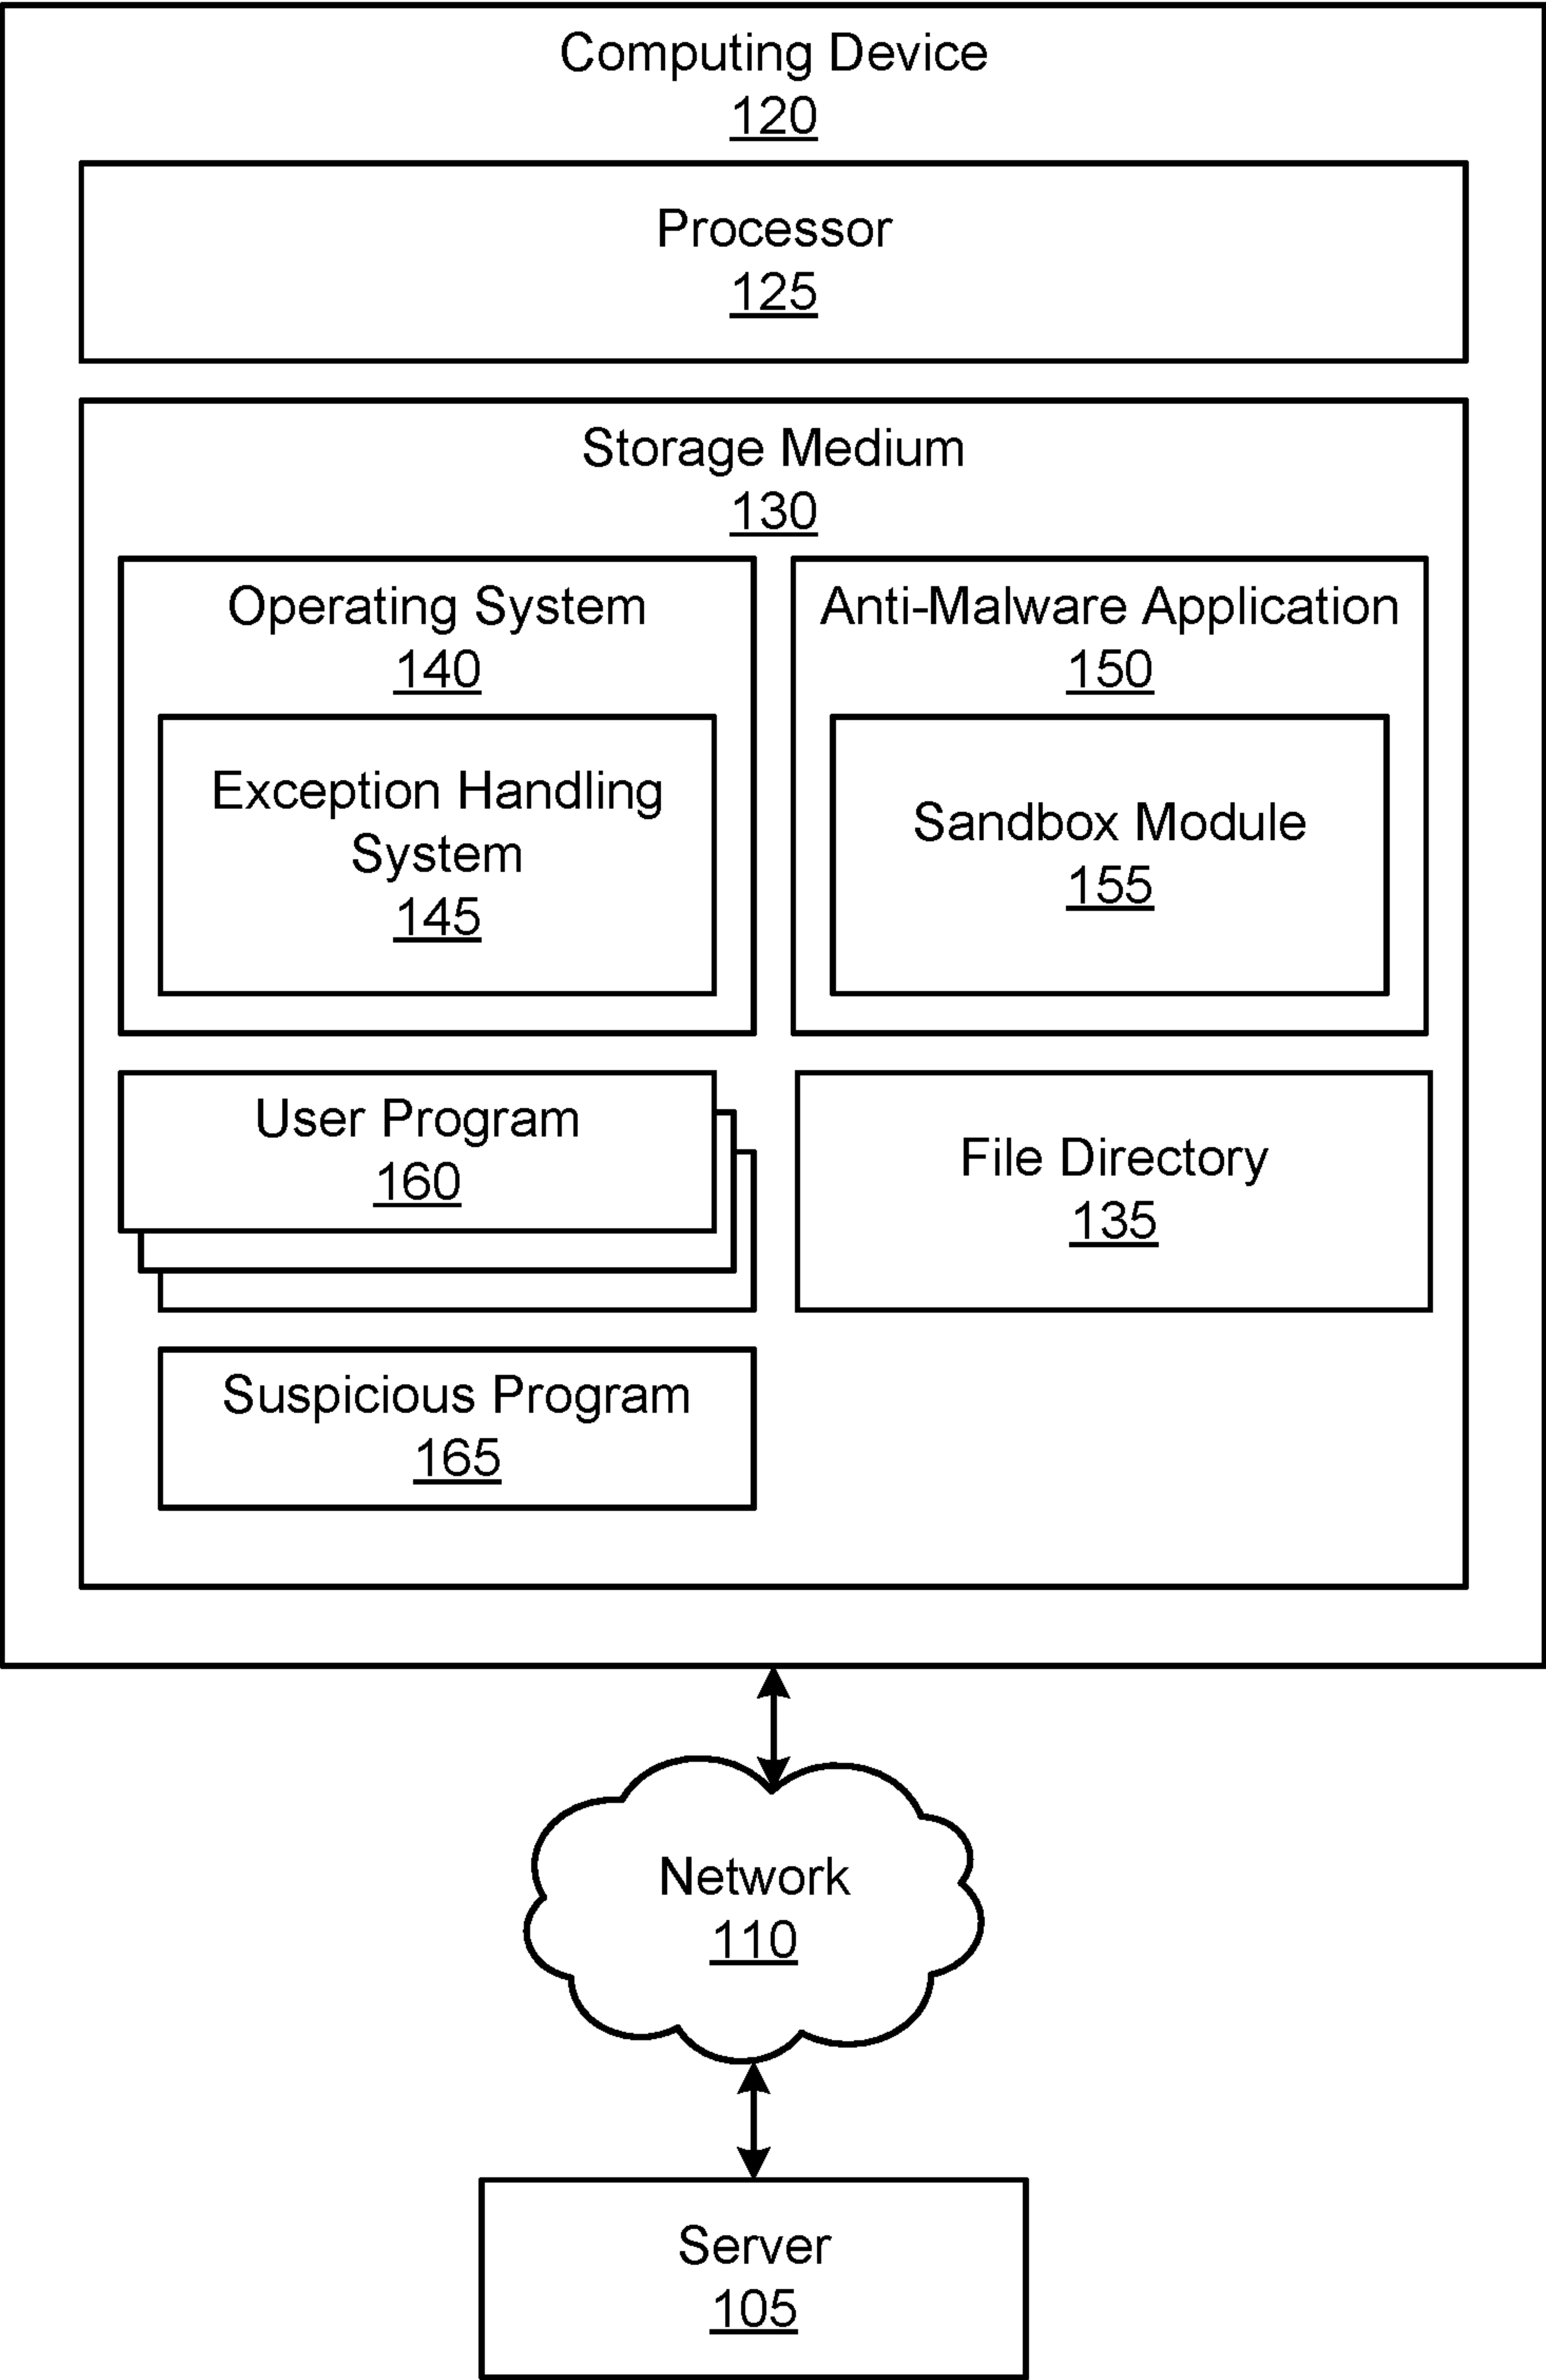 Computing Device
120
Processor
125
Storage Medium
130
Operating System
140
Exception Handling
System
145
Anti-Malware Application
150
Sandbox Module
155
User Program
160
File Directory
135
Suspicious Program
165
Network
110
Server
105